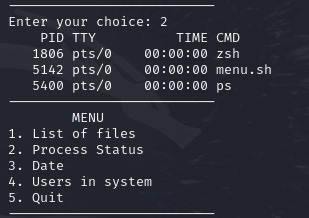 Enter your choice: 2
PID TTY TIME CMD
1806 pts/0 00:00:00 zsh
5142 pts/0 00:00:00 menu.sh
5400 pts/0 00:00:00 ps
MENU
1. List of files
2. Process Status
3. Date
4. Users in system
5. Quit